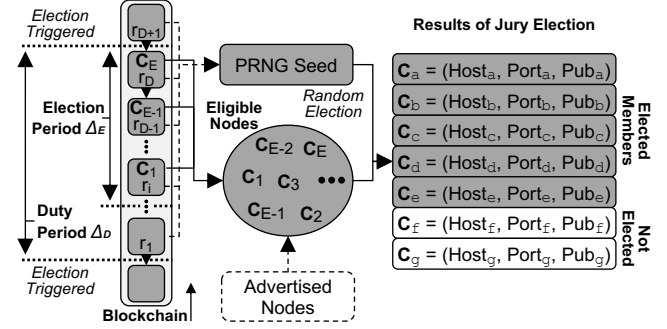 Election
Triggered
r_{D+1}
C_E
r_D
C_{E-1}
r_{D-1}
C_1
r_i
r_1
Election
Period Δ_E
Duty
Period Δ_D
Election
Triggered
Blockchain
PRNG Seed
Eligible
Nodes
Random
Election
C_{E-2} C_E
C_1 C_3 •••
C_{E-1} C_2
Advertised
Nodes
Results of Jury Election
C_a = (Host_a, Port_a, Pub_a)
C_b = (Host_b, Port_b, Pub_b)
C_c = (Host_c, Port_c, Pub_c)
C_d = (Host_d, Port_d, Pub_d)
C_e = (Host_e, Port_e, Pub_e)
C_f = (Host_f, Port_f, Pub_f)
C_g = (Host_g, Port_g, Pub_g)
Elected
Members
Not
Elected